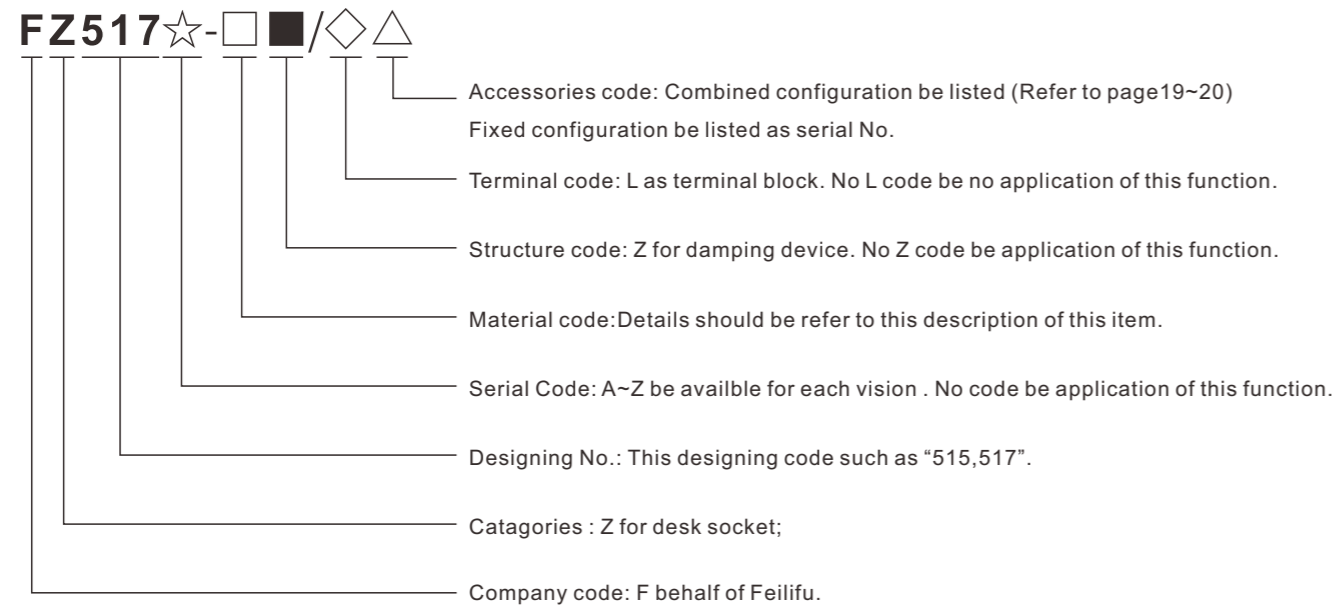 FZ517☆-□■/◇△
Accessories code: Combined configuration be listed (Refer to page19~20)
Fixed configuration be listed as serial No.
Terminal code: L as terminal block. No L code be no application of this function.
Structure code: Z for damping device. No Z code be application of this function.
Material code:Details should be refer to this description of this item.
Serial Code: A~Z be availble for each vision . No code be application of this function.
Designing No.: This designing code such as “515,517”.
Catagories : Z for desk socket;
Company code: F behalf of Feilifu.